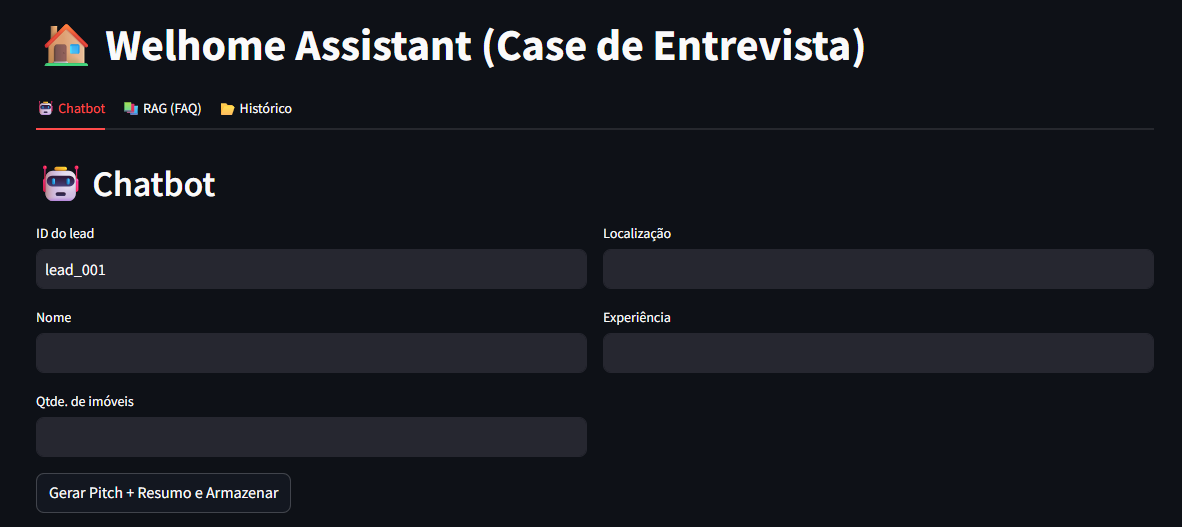 Welhome Assistant (Case de Entrevista)
Chatbot
RAG (FAQ)
Histórico
Chatbot
ID do lead
lead_001
Localização
Nome
Experiência
Qtde. de imóveis
Gerar Pitch + Resumo e Armazenar